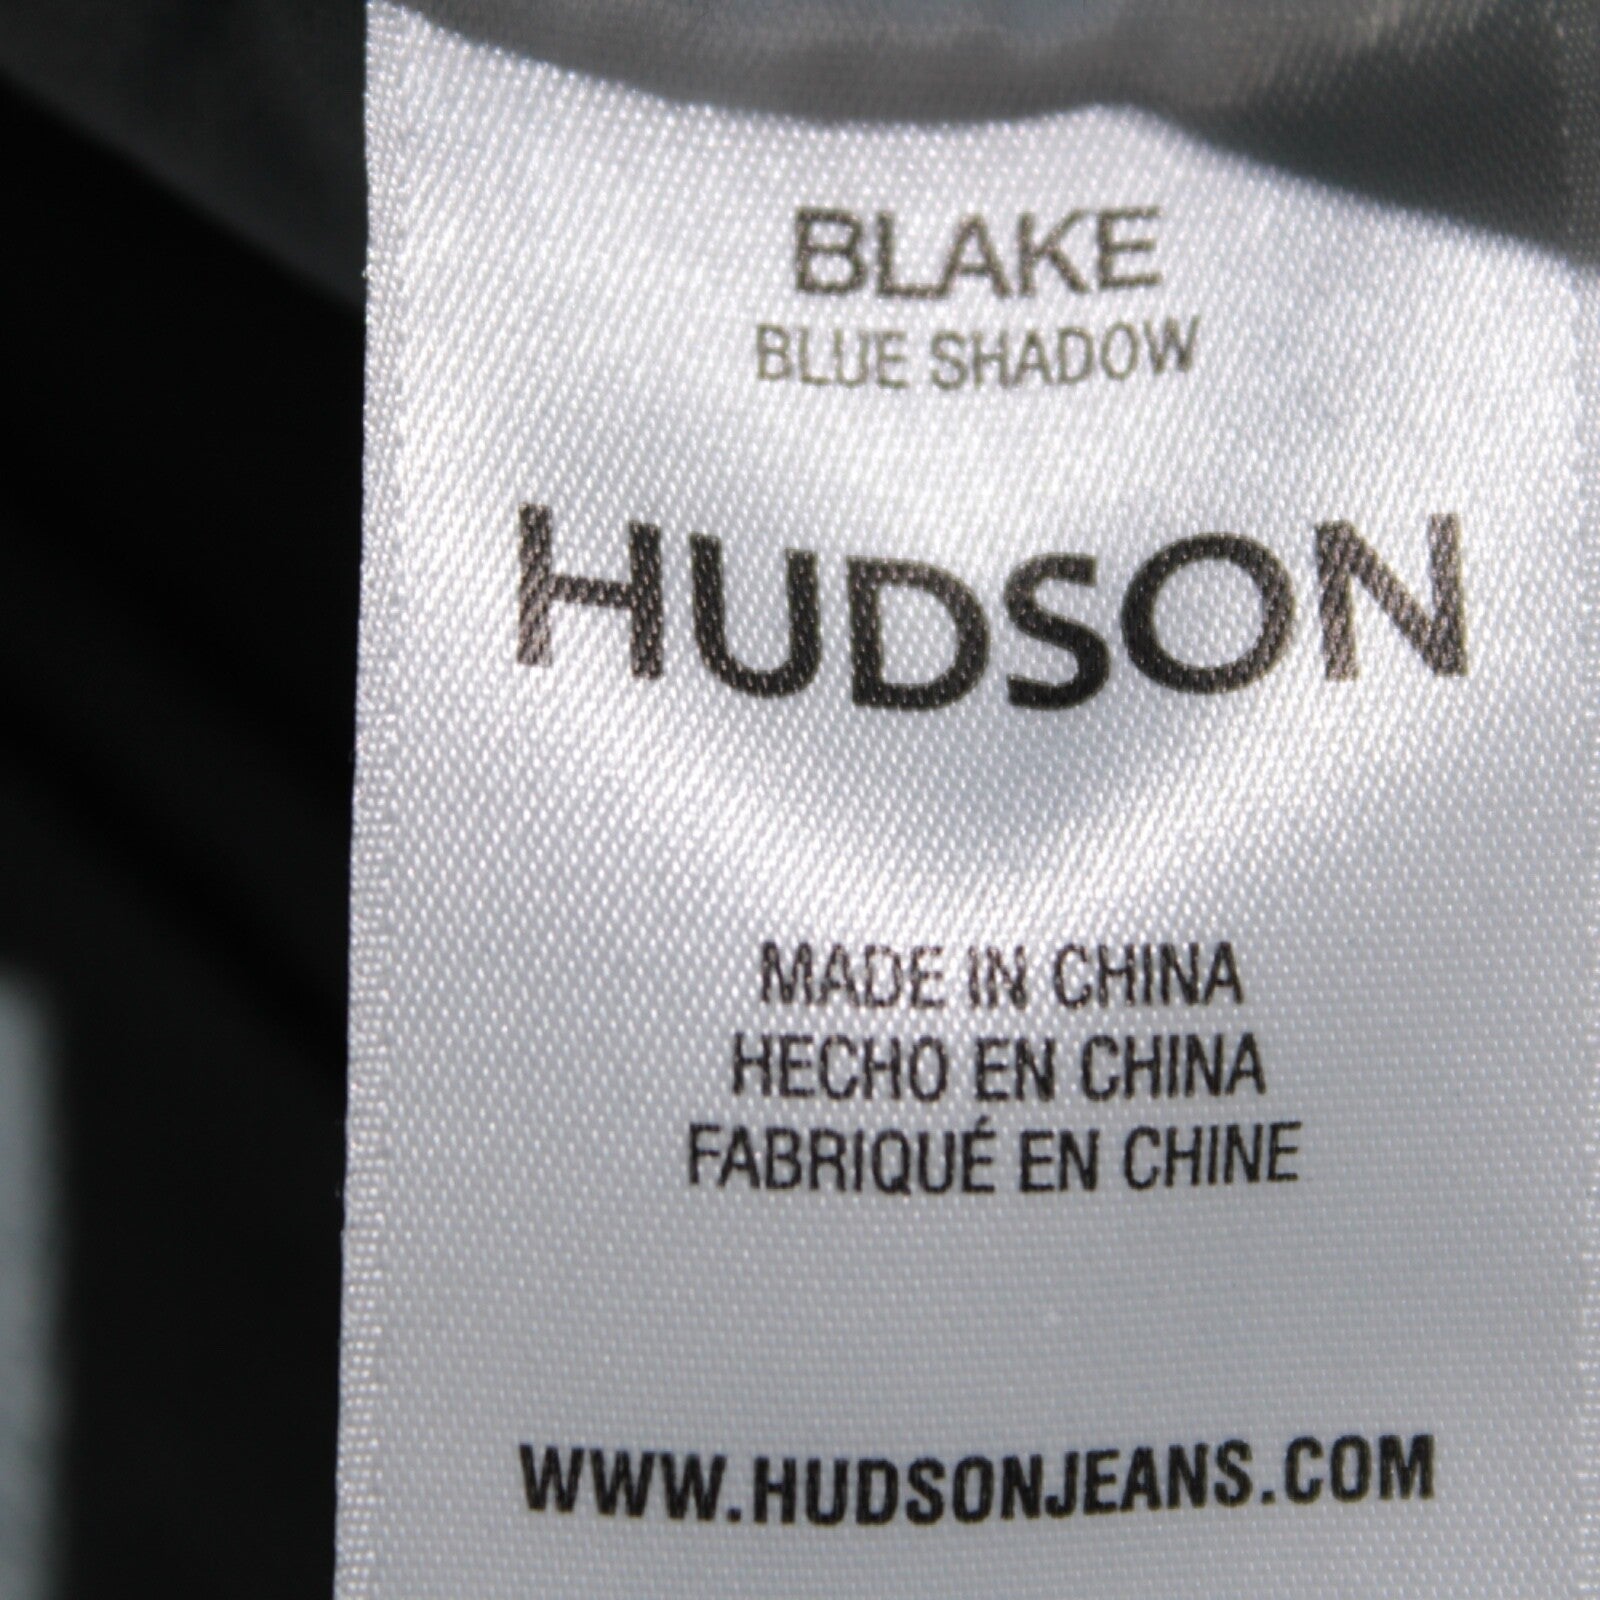 BLAKE
BLUE SHADOW
HUDSON
MADE IN CHINA
HECHO EN CHINA
FABRIQUÉ EN CHINE
WWW.HUDSONJEANS.COM